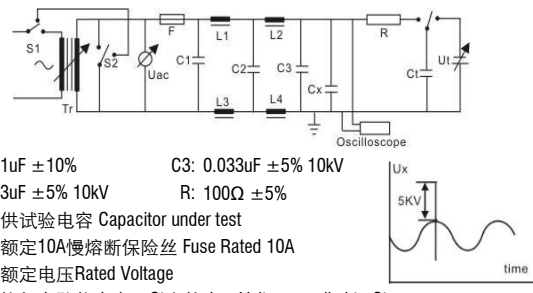 S1
S2
Tr
Uac
F
L1
L2
C1
C2
C3
Cx
L3
L4
R
Ct
Ut
Oscilloscope
1uF ±10%
C3: 0.033uF ±5% 10kV
3uF ±5% 10kV
R: 100Ω ±5%
供试验电容 Capacitor under test
额定10A慢熔断保险丝 Fuse Rated 10A
额定电压Rated Voltage
Ux
5KV
time